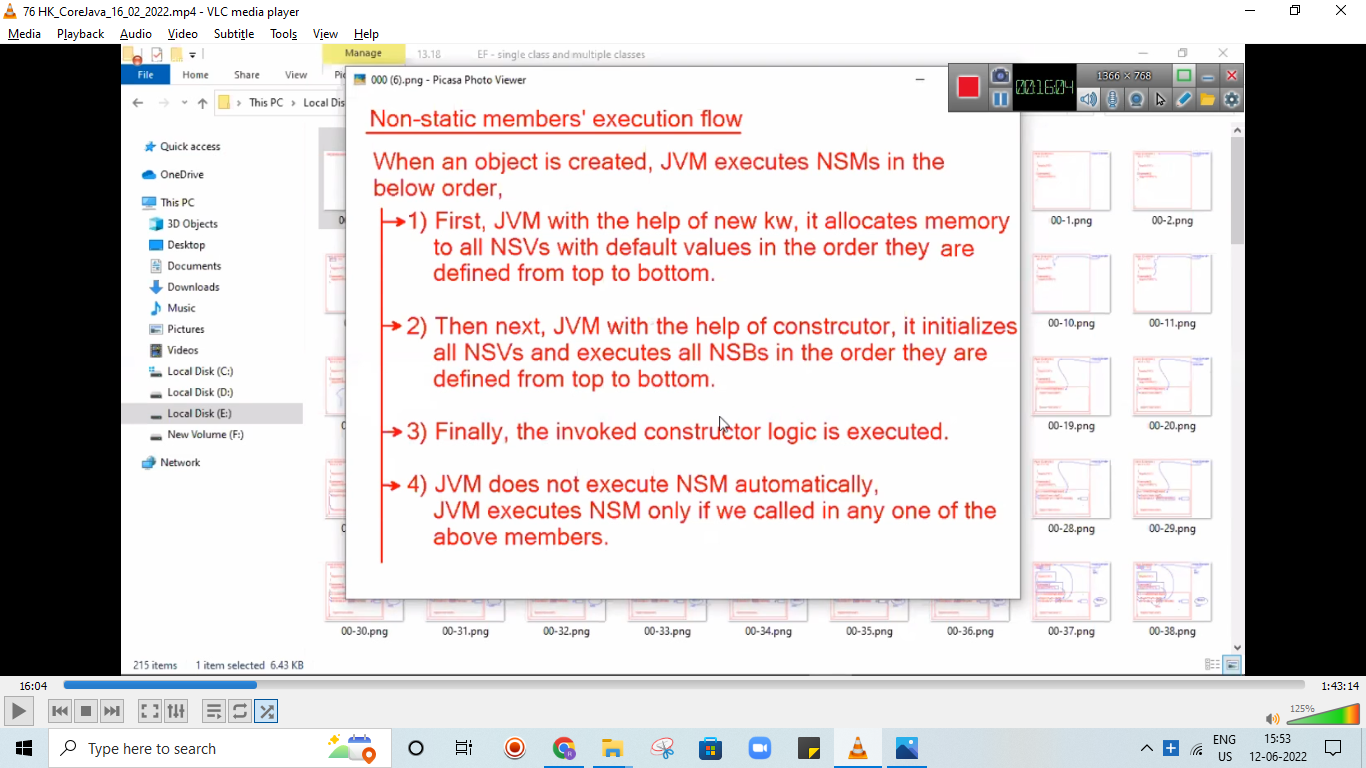 76 HK_CoreJava_16_02_2022.mp4 - VLC media player
Media Playback Audio Video Subtitle Tools View Help
Manage 13.18 EF - single class and multiple classes
File Home Share View
000 (6).png - Picasa Photo Viewer
1366 × 768
00:16:04
This PC Local Dis
Non-static members' execution flow
When an object is created, JVM executes NSMs in the
below order,
1) First, JVM with the help of new kw, it allocates memory
to all NSVs with default values in the order they are
defined from top to bottom.
2) Then next, JVM with the help of constrcutor, it initializes
all NSVs and executes all NSBs in the order they are
defined from top to bottom.
3) Finally, the invoked constructor logic is executed.
4) JVM does not execute NSM automatically,
JVM executes NSM only if we called in any one of the
above members.
Quick access
OneDrive
This PC
3D Objects
Desktop
Documents
Downloads
Music
Pictures
Videos
Local Disk (C:)
Local Disk (D:)
Local Disk (E:)
New Volume (F:)
Network
00-1.png 00-2.png
00-10.png 00-11.png
00-19.png 00-20.png
00-28.png 00-29.png
00-30.png 00-31.png 00-32.png 00-33.png 00-34.png 00-35.png 00-36.png 00-37.png 00-38.png
215 items 1 item selected 6.43 KB
16:04 1:43:14
125%
Type here to search
ENG
US
15:53
12-06-2022